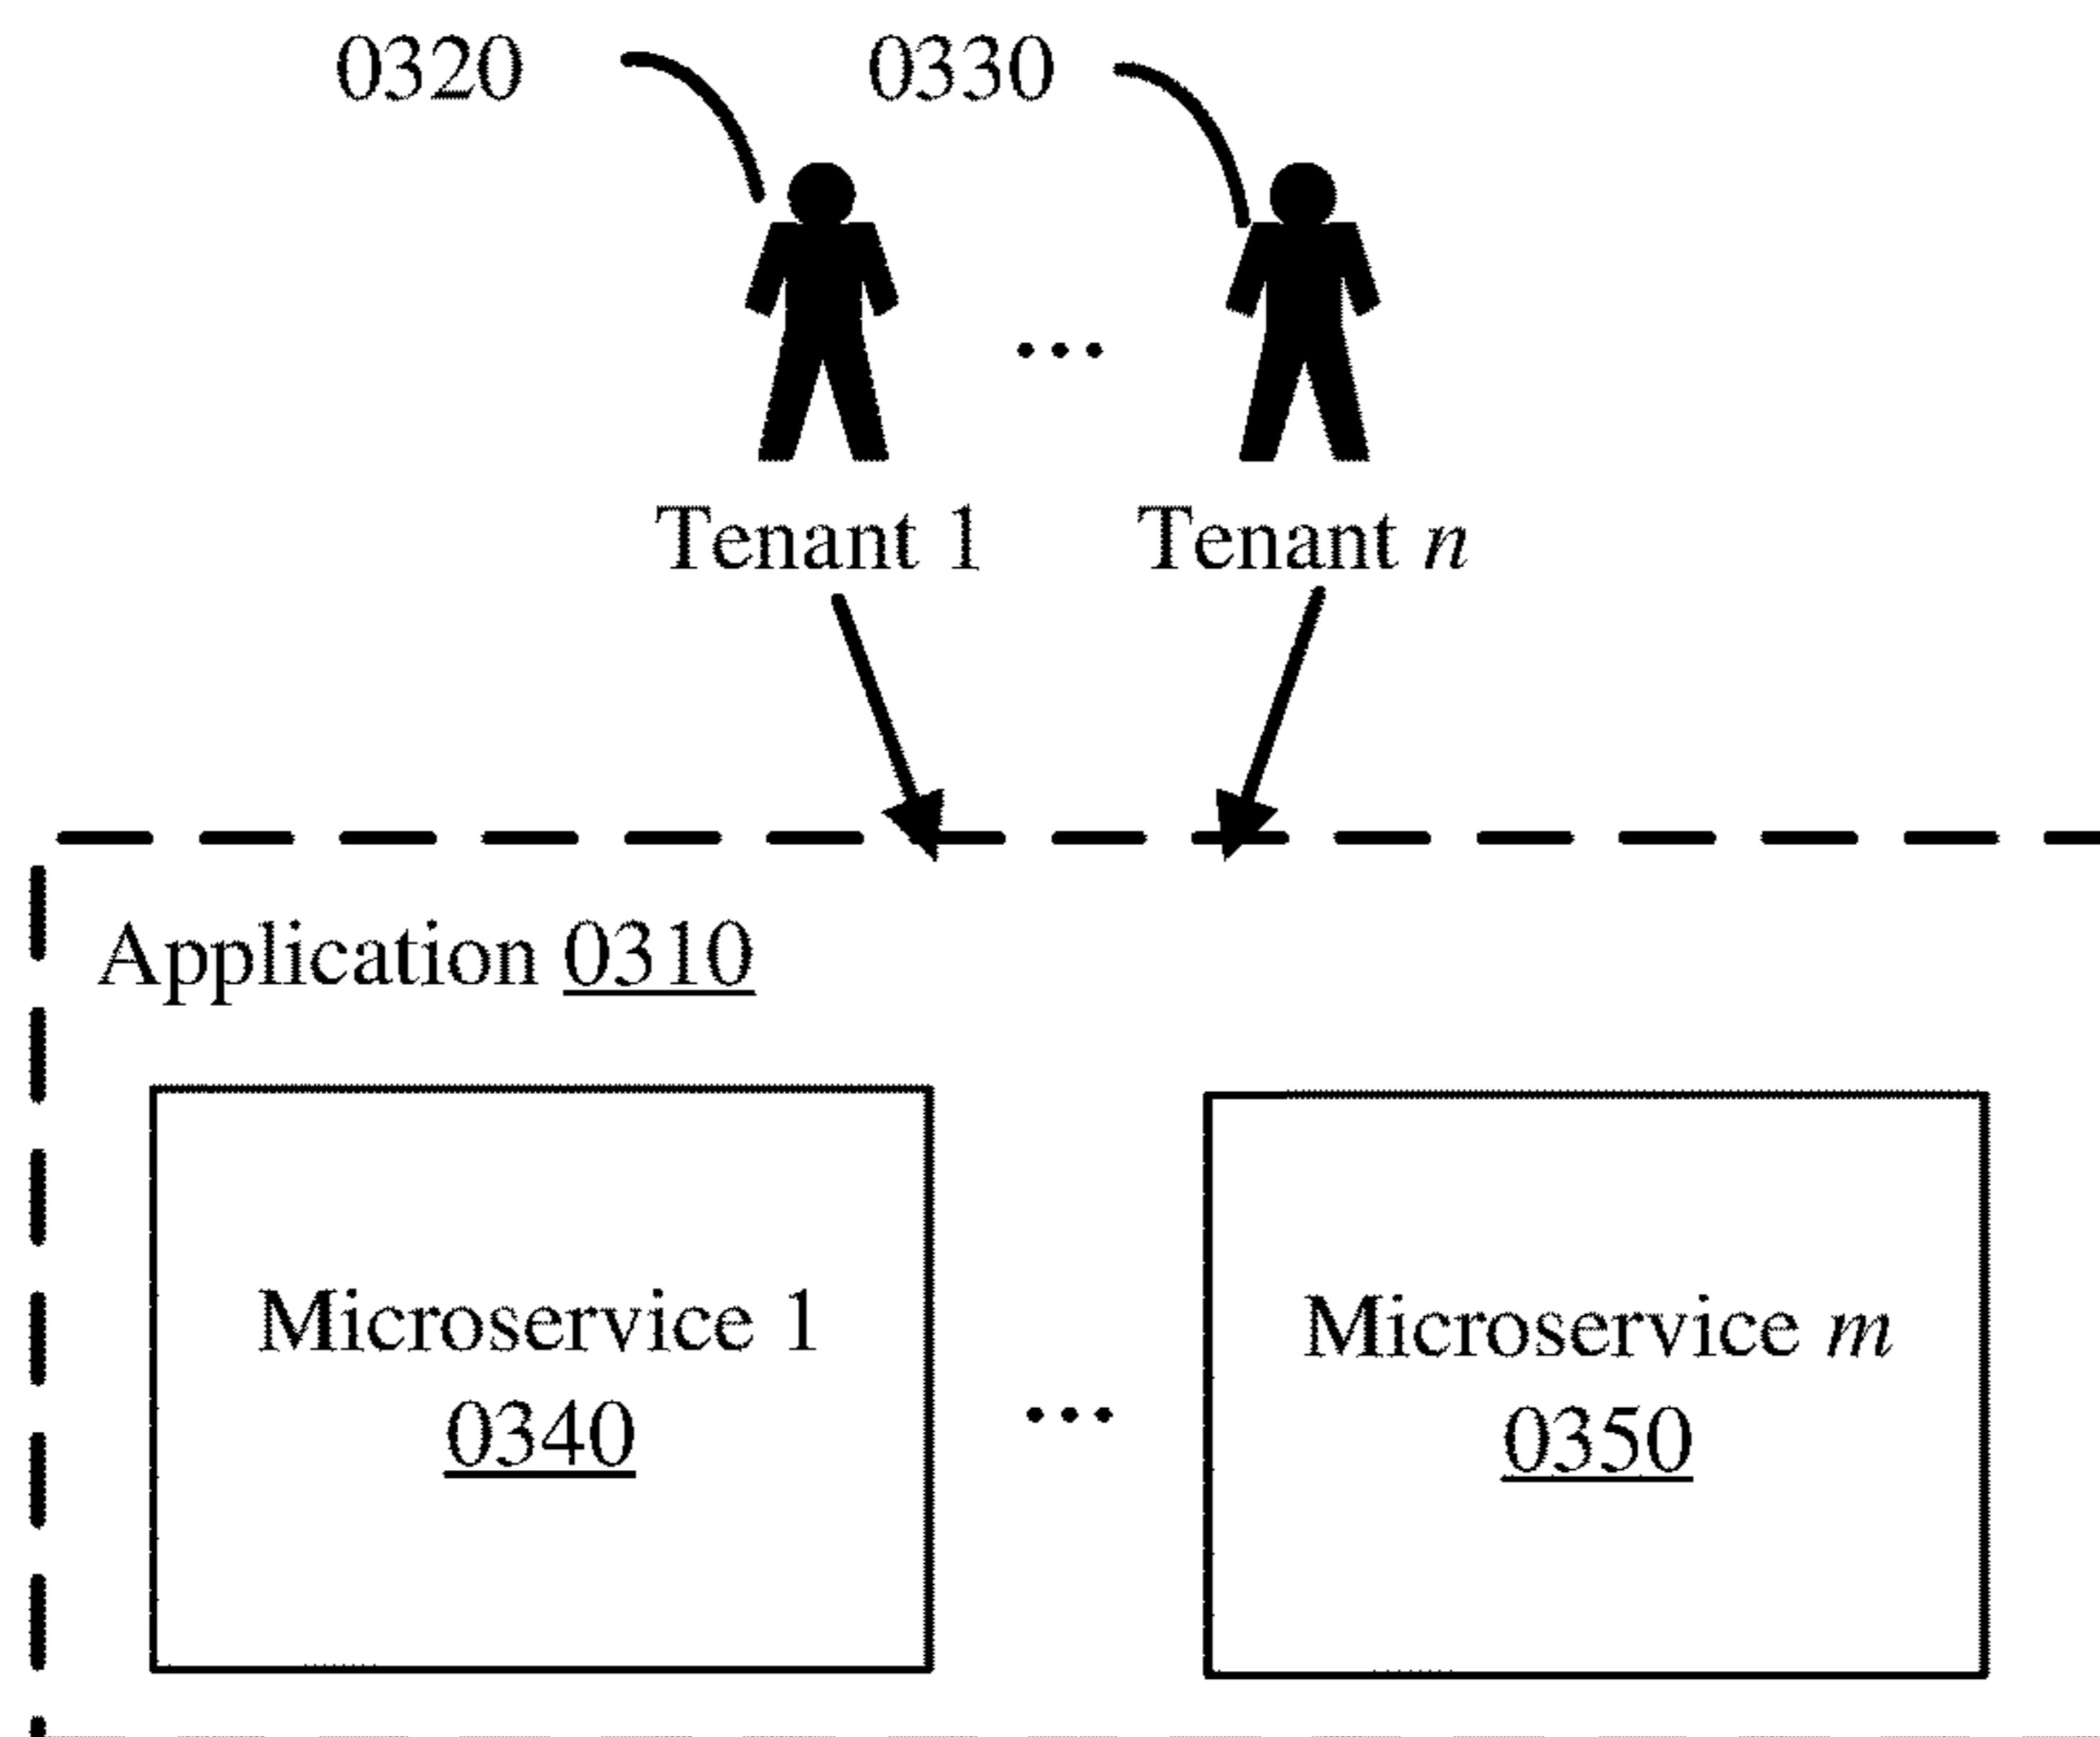 0320 0330
...
Tenant 1 Tenant n
Application 0310
Microservice 1 Microservice m
...
0340 0350